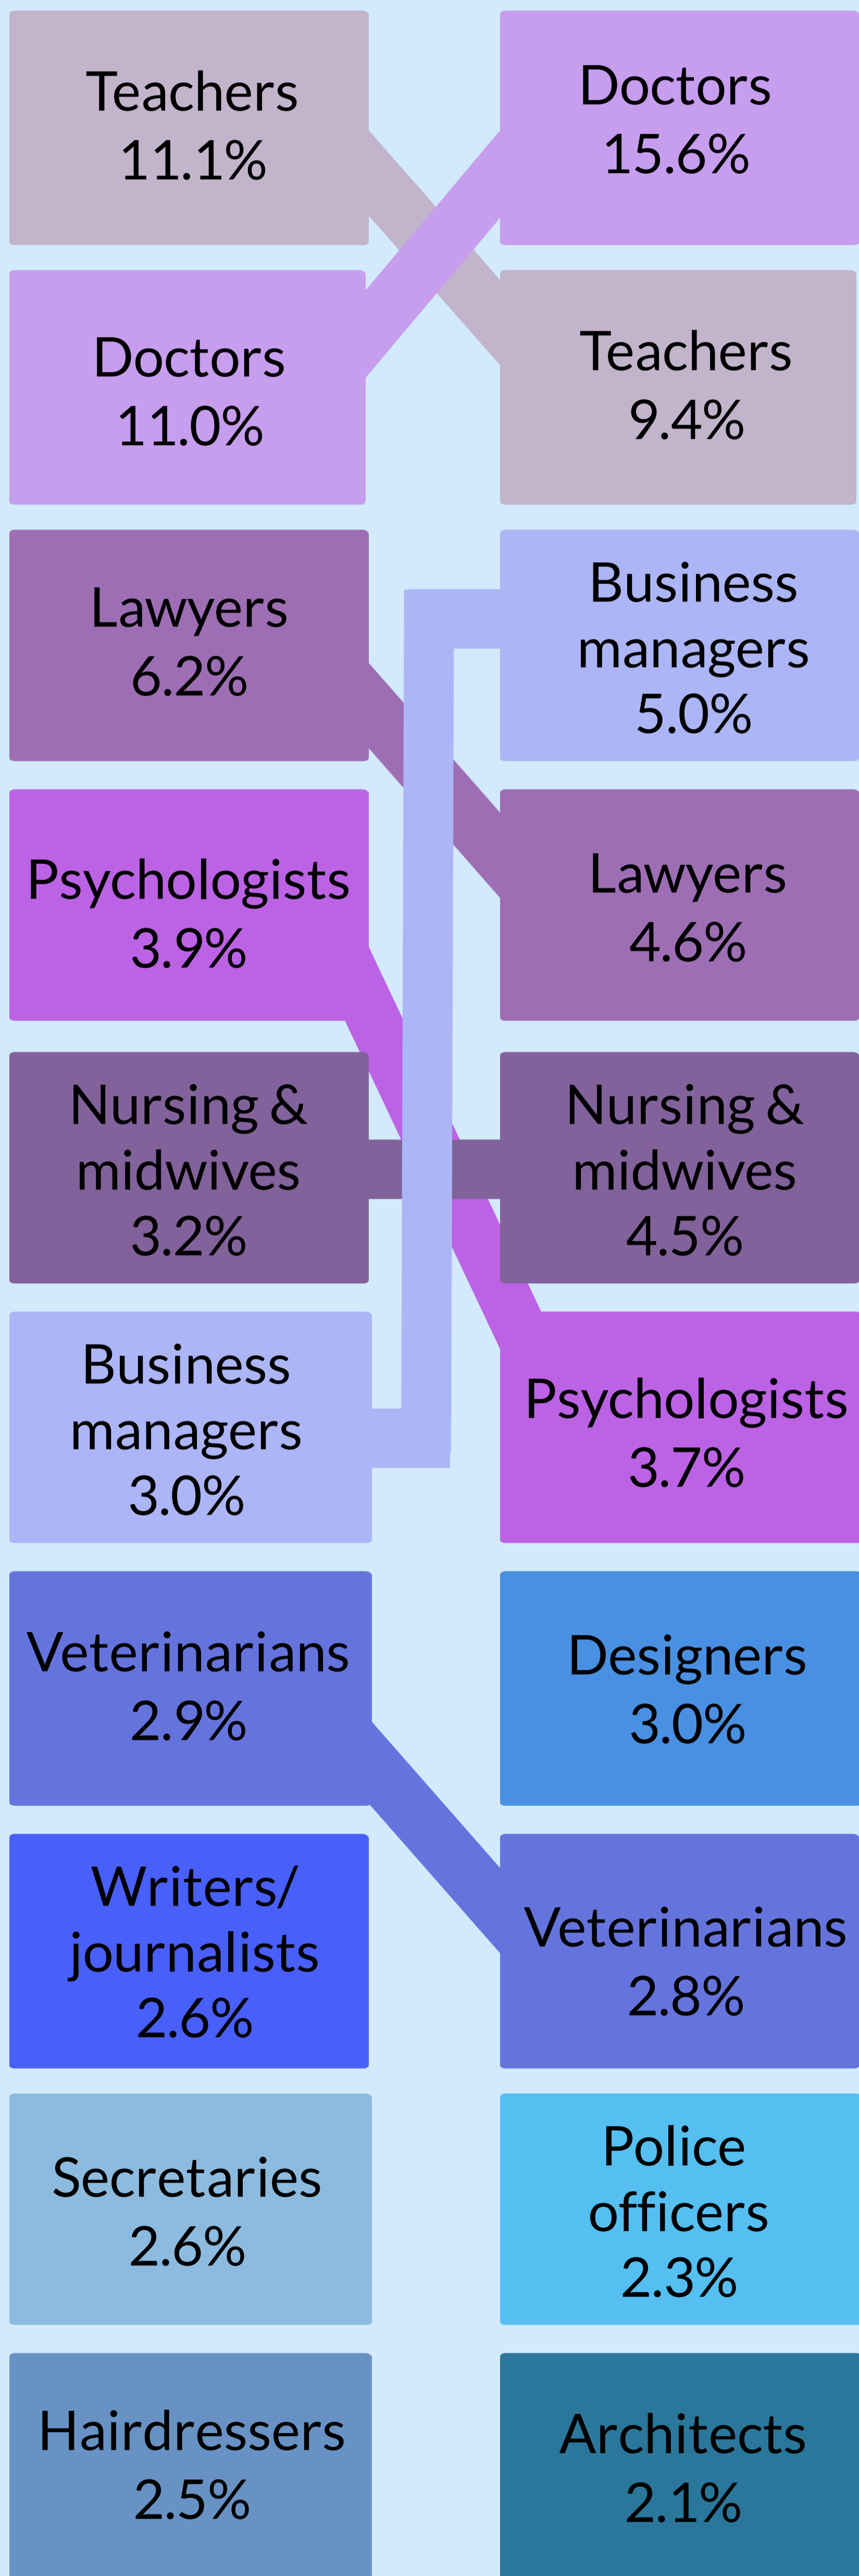 Teachers
11.1%
Doctors
15.6%
Doctors
11.0%
Teachers
9.4%
Lawyers
6.2%
Business
managers
5.0%
Psychologists
3.9%
Lawyers
4.6%
Nursing &
midwives
3.2%
Nursing &
midwives
4.5%
Business
managers
3.0%
Psychologists
3.7%
Veterinarians
2.9%
Designers
3.0%
Writers/
journalists
2.6%
Veterinarians
2.8%
Secretaries
2.6%
Police
officers
2.3%
Hairdressers
2.5%
Architects
2.1%